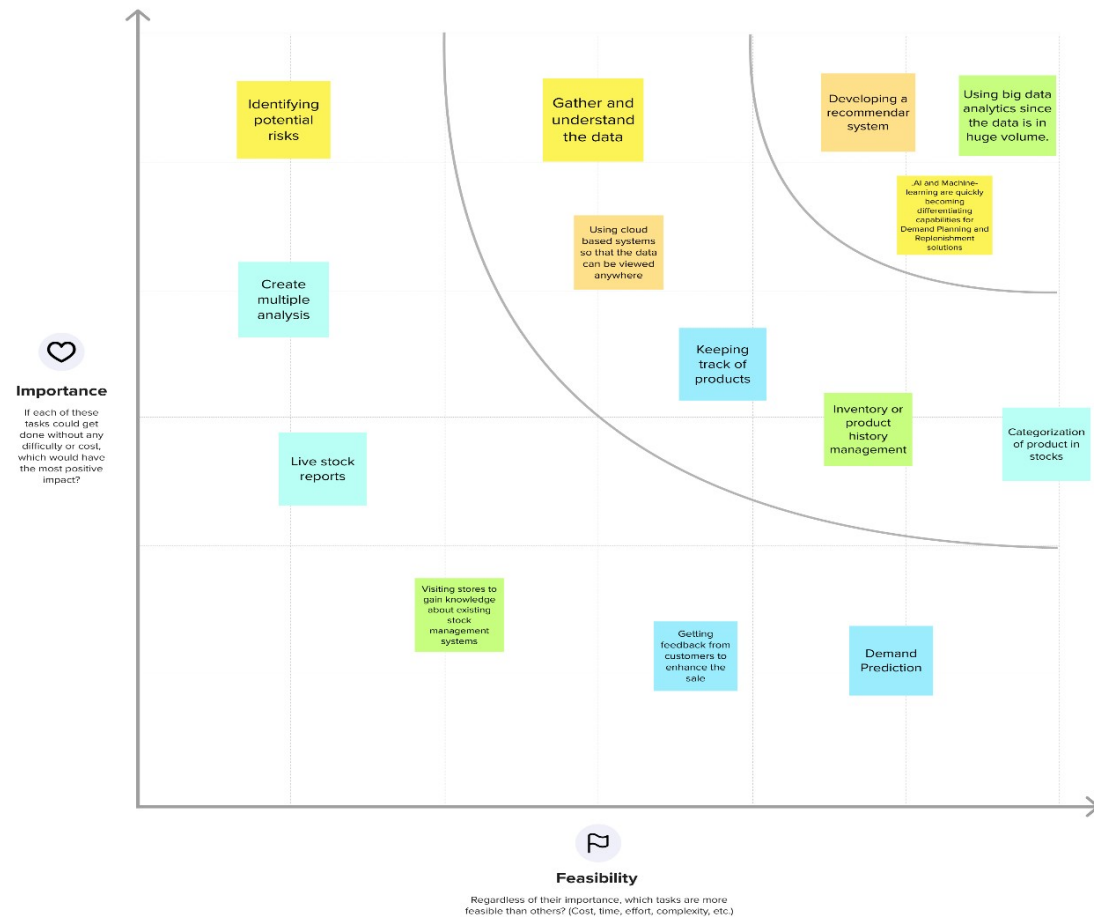 Identifying
potential
risks
Gather and
understand
the data
Developing a
recommendar
system
Using big data
analytics since
the data is in
huge volume.
.AI and Machine-
learning are quickly
becoming
differentiating
capabilities for
Demand Planning and
Replenishment
solutions
Using cloud
based systems
so that the data
can be viewed
anywhere
Create
multiple
analysis
Keeping
track of
products
Inventory or
product
history
management
Categorization
of product in
stocks
Live stock
reports
Visiting stores to
gain knowledge
about existing
stock
management
systems
Getting
feedback from
customers to
enhance the
sale
Demand
Prediction
Importance
If each of these
tasks could get
done without any
difficulty or cost,
which would have
the most positive
impact?
Feasibility
Regardless of their importance, which tasks are more
feasible than others? (Cost, time, effort, complexity, etc.)